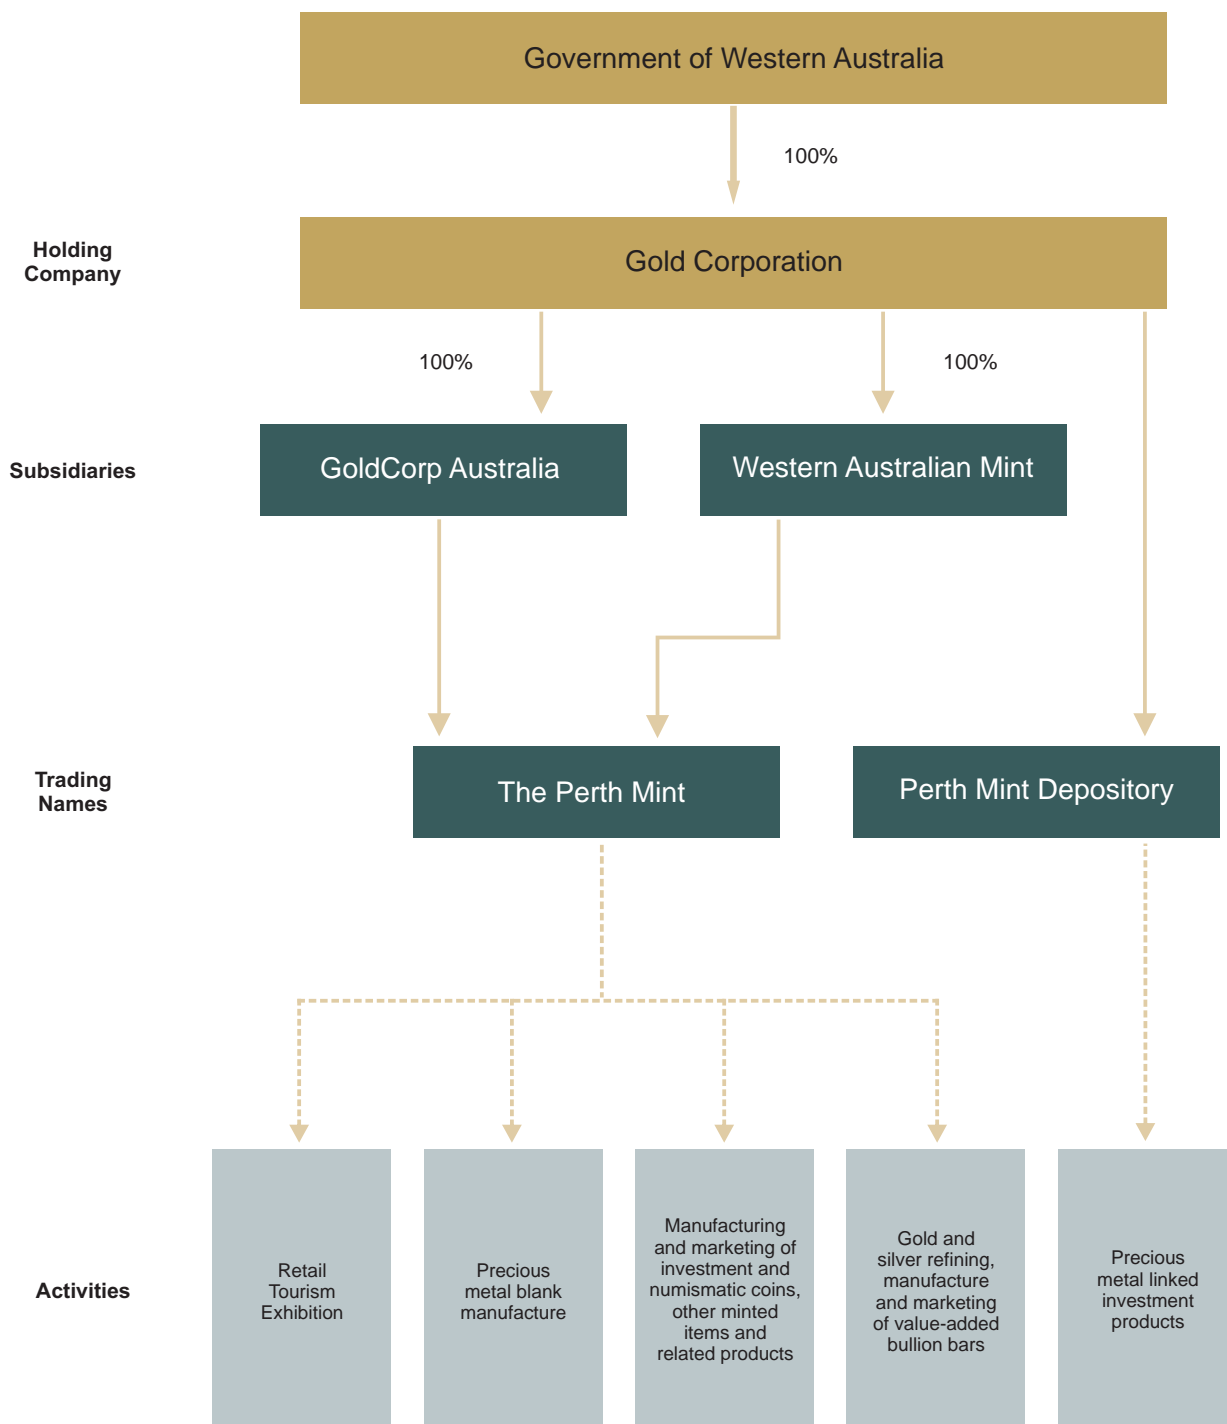 Government of Western Australia
100%
Holding
Company
Gold Corporation
100%
100%
Subsidiaries
GoldCorp Australia
Western Australian Mint
Trading
Names
The Perth Mint
Perth Mint Depository
Activities
Retail
Tourism
Exhibition
Precious
metal blank
manufacture
Manufacturing
and marketing of
investment and
numismatic coins,
other minted
items and
related products
Gold and
silver refining,
manufacture
and marketing
of value-added
bullion bars
Precious
metal linked
investment
products